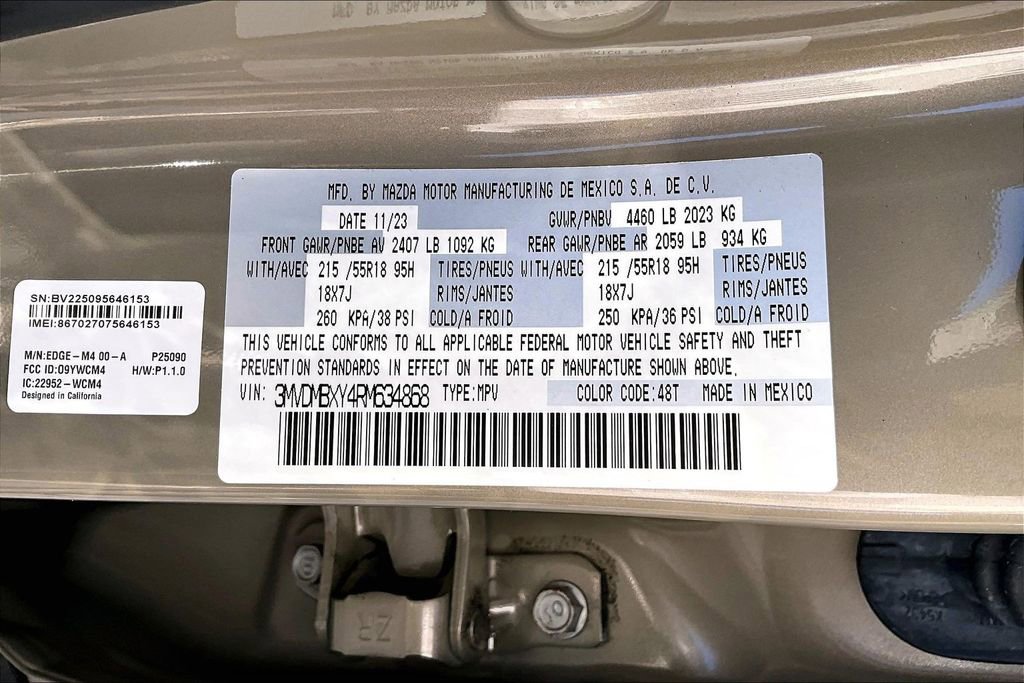 MFD. BY MAZDA MOTOR MANUFACTURING DE MEXICO S.A. DE C.V.
DATE 11/23 GVWR/PNBV 4460 LB 2023 KG
FRONT GAWR/PNBE AV 2407 LB 1092 KG REAR GAWR/PNBE AR 2059 LB 934 KG
WITH/AVEC 215 /55R18 95H TIRES/PNEUS WITH/AVEC 215 /55R18 95H TIRES/PNEUS
18X7J RIMS/JANTES 18X7J RIMS/JANTES
260 KPA/38 PSI COLD/A FROID 250 KPA/36 PSI COLD/A FROID
THIS VEHICLE CONFORMS TO ALL APPLICABLE FEDERAL MOTOR VEHICLE SAFETY AND THEFT
PREVENTION STANDARDS IN EFFECT ON THE DATE OF MANUFACTURE SHOWN ABOVE.
VIN: 3MVDMBXY4RM634868 TYPE:MPV COLOR CODE:48T MADE IN MEXICO
SN:BV225095646153
IMEI:867027075646153
M/N:EDGE-M4 00-A P25090
FCC ID:09YWCM4 H/W:P1.1.0
IC:22952-WCM4
Designed in California
ZR